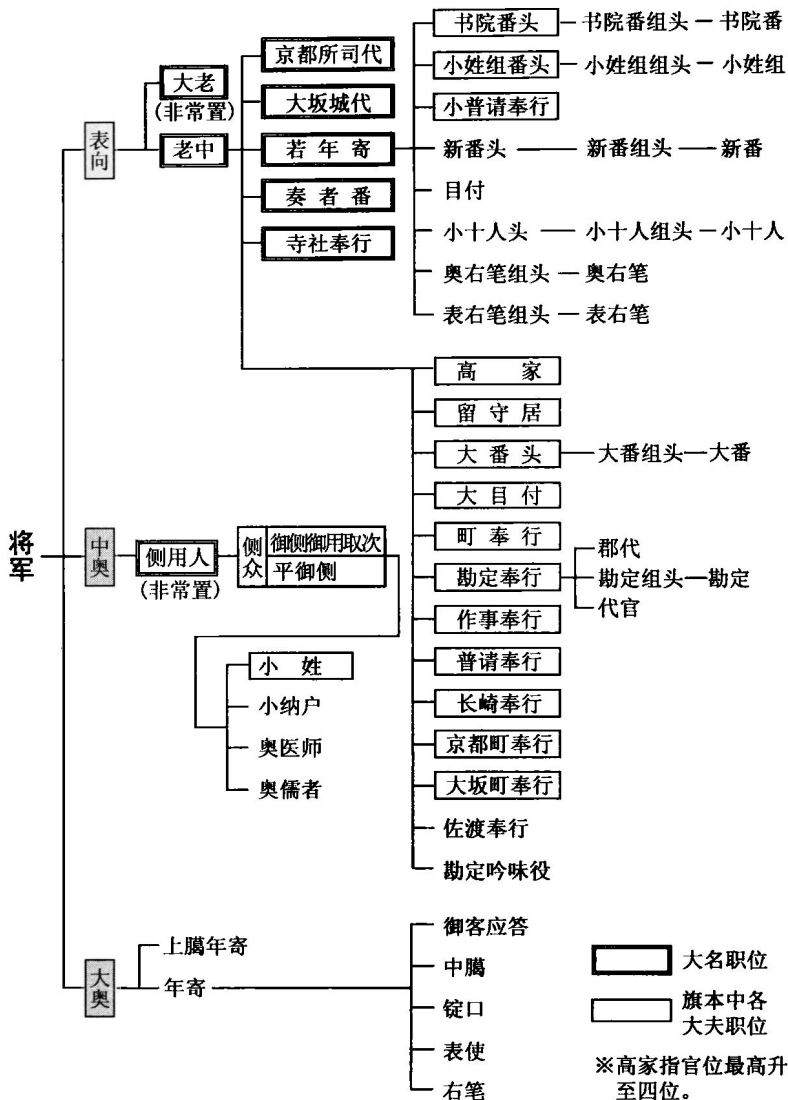 将军
表向
大老
(非常置)
老中
京都所司代
大坂城代
若年寄
奏者番
寺社奉行
书院番头 书院番组头 书院番
小姓组番头 小姓组组头 小姓组
小普请奉行
新番头 新番组头 新番
目付
小十人头 小十人组头 小十人
奥右笔组头 奥右笔
表右笔组头 表右笔
高家
留守居
大番头 大番组头 大番
大目付
町奉行
勘定奉行
郡代
勘定组头 勘定
代官
作事奉行
普请奉行
长崎奉行
京都町奉行
大坂町奉行
佐渡奉行
勘定吟味役
中奥
侧用人
(非常置)
侧众
御侧御用取次
平御侧
小姓
小纳户
奥医师
奥儒者
大奥
上臈年寄
年寄
御客应答
中臈
锭口
表使
右笔
大名职位
旗本中各
大夫职位
※高家指官位最高升
至四位。